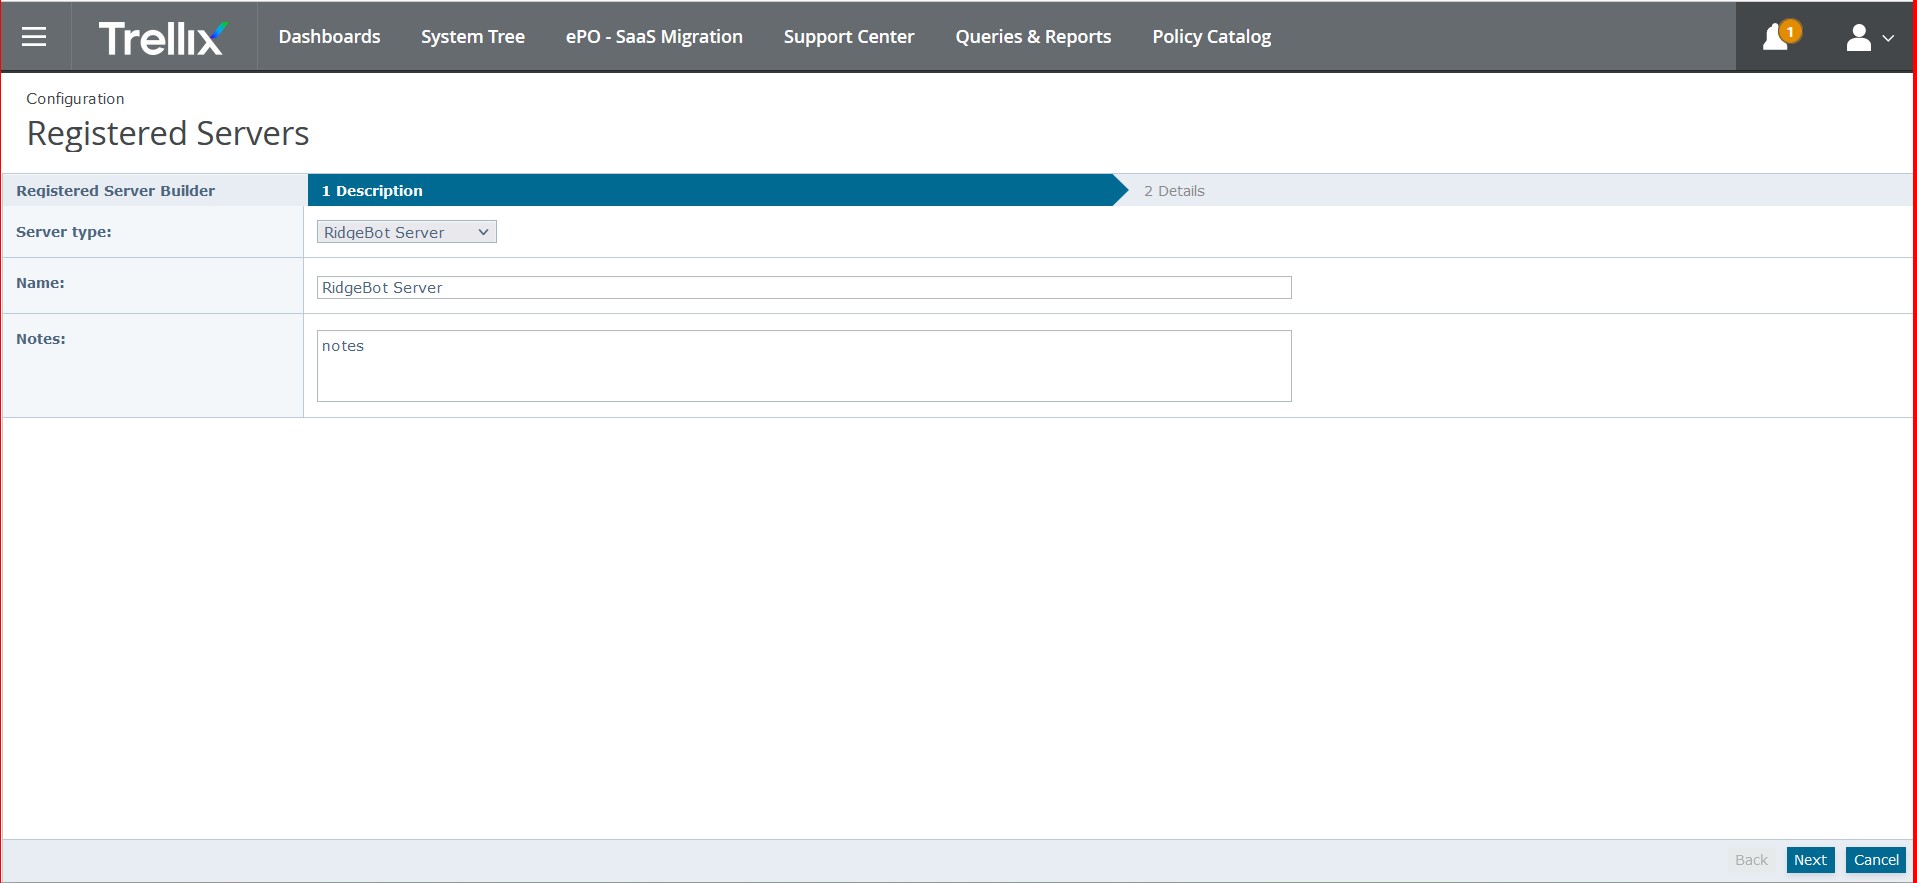 Trellix Dashboards System Tree ePO - SaaS Migration Support Center Queries & Reports Policy Catalog 1
Configuration
Registered Servers
Registered Server Builder 1 Description 2 Details
Server type: RidgeBot Server
Name: RidgeBot Server
Notes: notes
Back Next Cancel